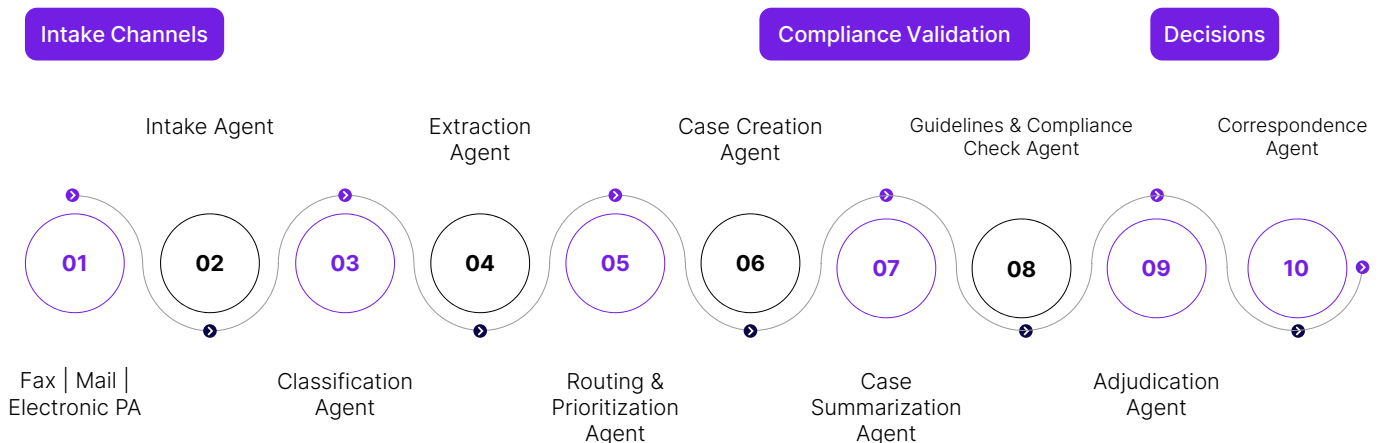 Intake Channels
Compliance Validation
Decisions
Intake Agent
Extraction
Agent
Case Creation
Agent
Guidelines & Compliance
Check Agent
Correspondence
Agent
01
02
03
04
05
06
07
08
09
10
Fax | Mail |
Electronic PA
Classification
Agent
Routing &
Prioritization
Agent
Case
Summarization
Agent
Adjudication
Agent